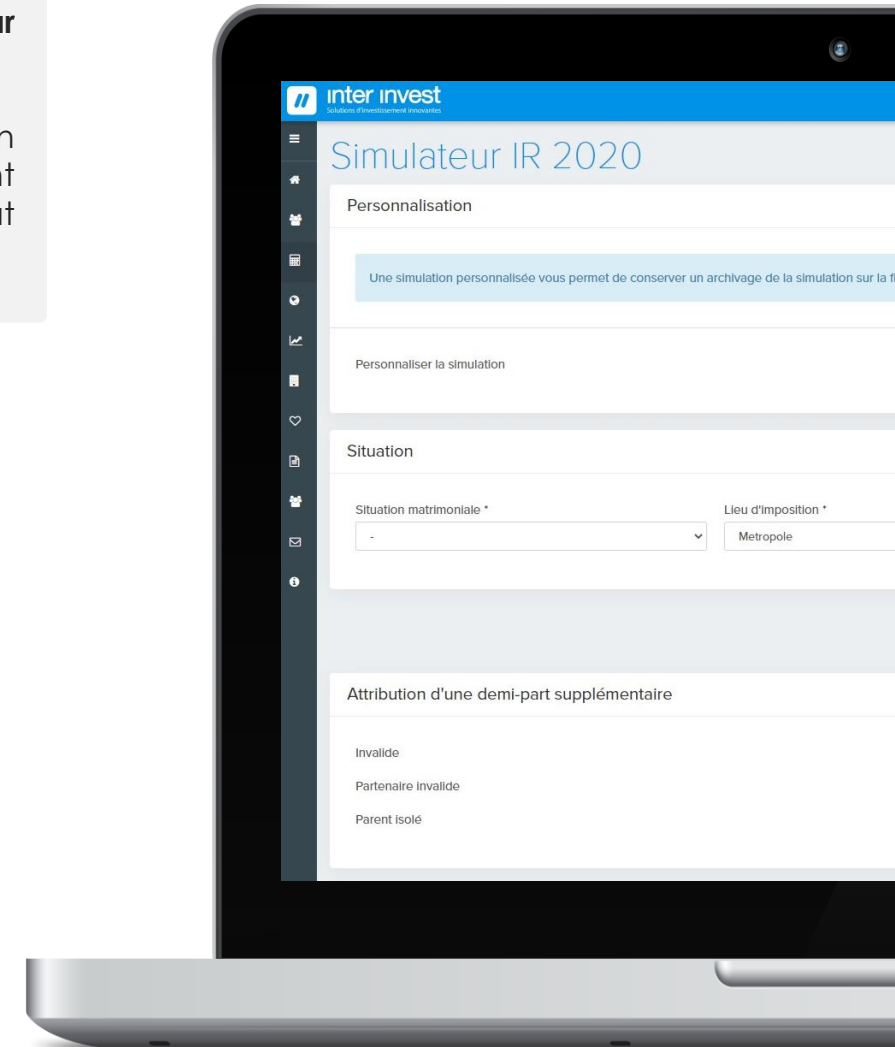 inter invest
Solutions d'investissement innovantes
Simulateur IR 2020
Personnalisation
Une simulation personnalisée vous permet de conserver un archivage de la simulation sur la
Personnaliser la simulation
Situation
Situation matrimoniale *
Lieu d'imposition *
-
Metropole
Attribution d'une demi-part supplémentaire
Invalide
Partenaire invalide
Parent isolé